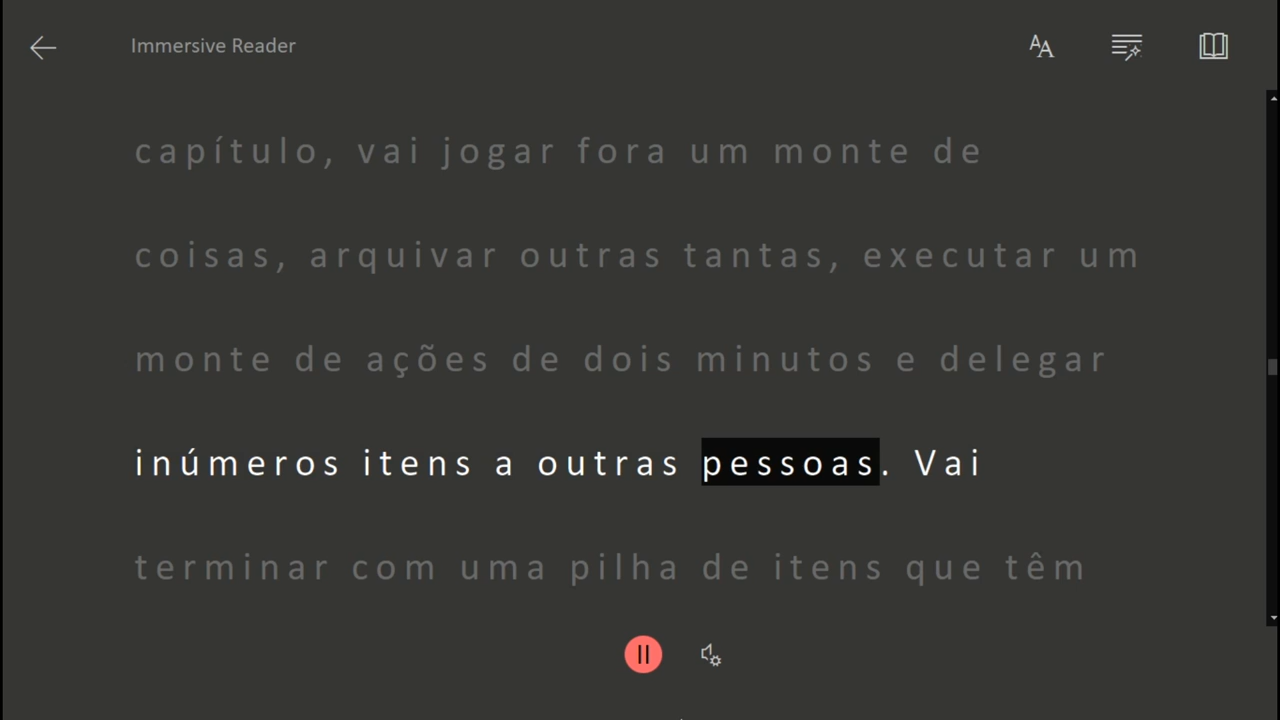 Immersive Reader
capítulo, vai jogar fora um monte de
coisas, arquivar outras tantas, executar um
monte de ações de dois minutos e delegar
inúmeros itens a outras pessoas. Vai
terminar com uma pilha de itens que têm